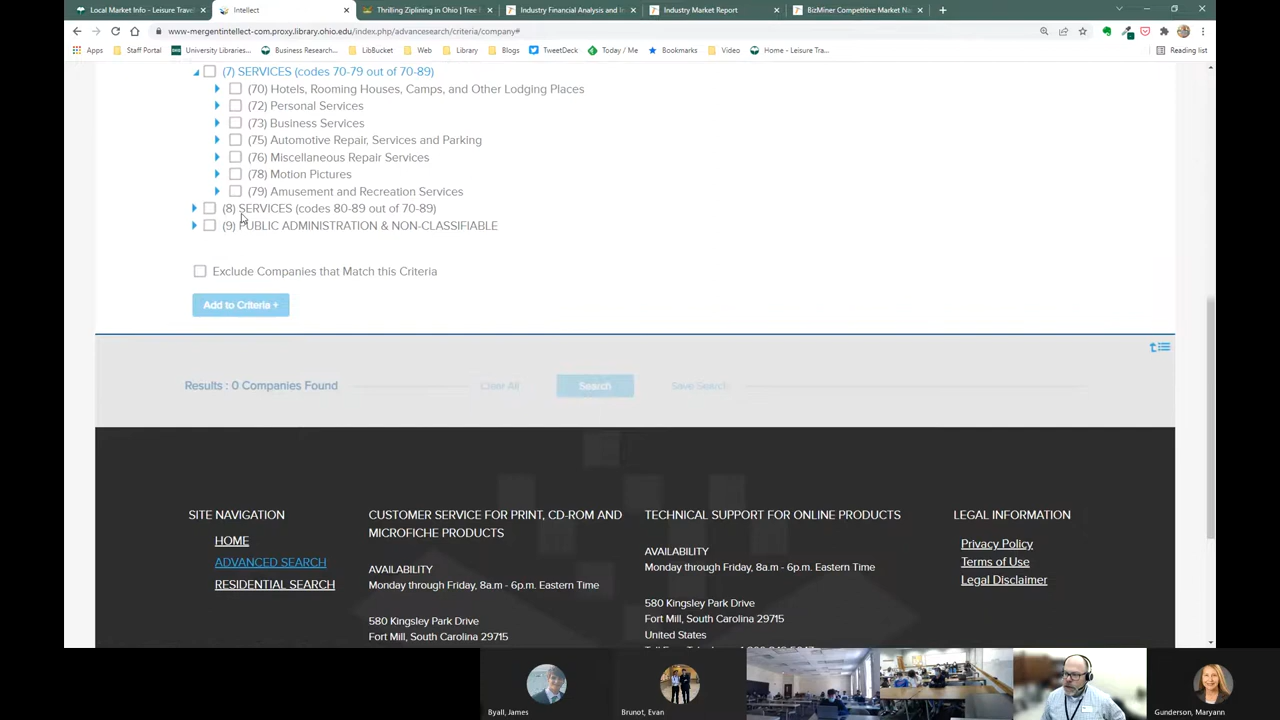 Local Market Info - Leisure Travel
Intellect
Thrilling Ziplining in Ohio | Tree
Industry Financial Analysis and In
Industry Market Report
BizMiner Competitive Market Na
www-mergentintellect-com.proxy.library.ohio.edu/index.php/advancesearch/criteria/company#
Apps
Staff Portal
University Libraries...
Business Research...
LibBucket
Web
Library
Blogs
TweetDeck
Today / Me
Bookmarks
Video
Home - Leisure Tra...
Reading list
(7) SERVICES (codes 70-79 out of 70-89)
(70) Hotels, Rooming Houses, Camps, and Other Lodging Places
(72) Personal Services
(73) Business Services
(75) Automotive Repair, Services and Parking
(76) Miscellaneous Repair Services
(78) Motion Pictures
(79) Amusement and Recreation Services
(8) SERVICES (codes 80-89 out of 70-89)
(9) PUBLIC ADMINISTRATION & NON-CLASSIFIABLE
Exclude Companies that Match this Criteria
Add to Criteria +
Results : 0 Companies Found
Clear All
Search
Save Search
SITE NAVIGATION
HOME
ADVANCED SEARCH
RESIDENTIAL SEARCH
CUSTOMER SERVICE FOR PRINT, CD-ROM AND
MICROFICHE PRODUCTS
AVAILABILITY
Monday through Friday, 8a.m - 6p.m. Eastern Time
580 Kingsley Park Drive
Fort Mill, South Carolina 29715
TECHNICAL SUPPORT FOR ONLINE PRODUCTS
AVAILABILITY
Monday through Friday, 8a.m - 6p.m. Eastern Time
580 Kingsley Park Drive
Fort Mill, South Carolina 29715
United States
LEGAL INFORMATION
Privacy Policy
Terms of Use
Legal Disclaimer
Byall, James
Brunot, Evan
Gunderson, Maryann